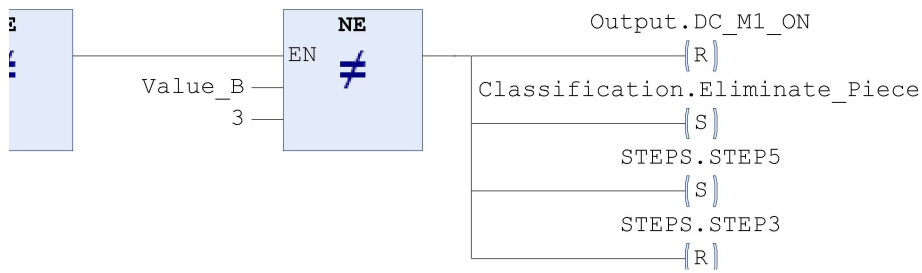 E NE Output.DC_M1_ON
≠ EN ≠ (R)
Value_B Classification.Eliminate_Piece
3 (S)
STEPS.STEP5
(S)
STEPS.STEP3
(R)